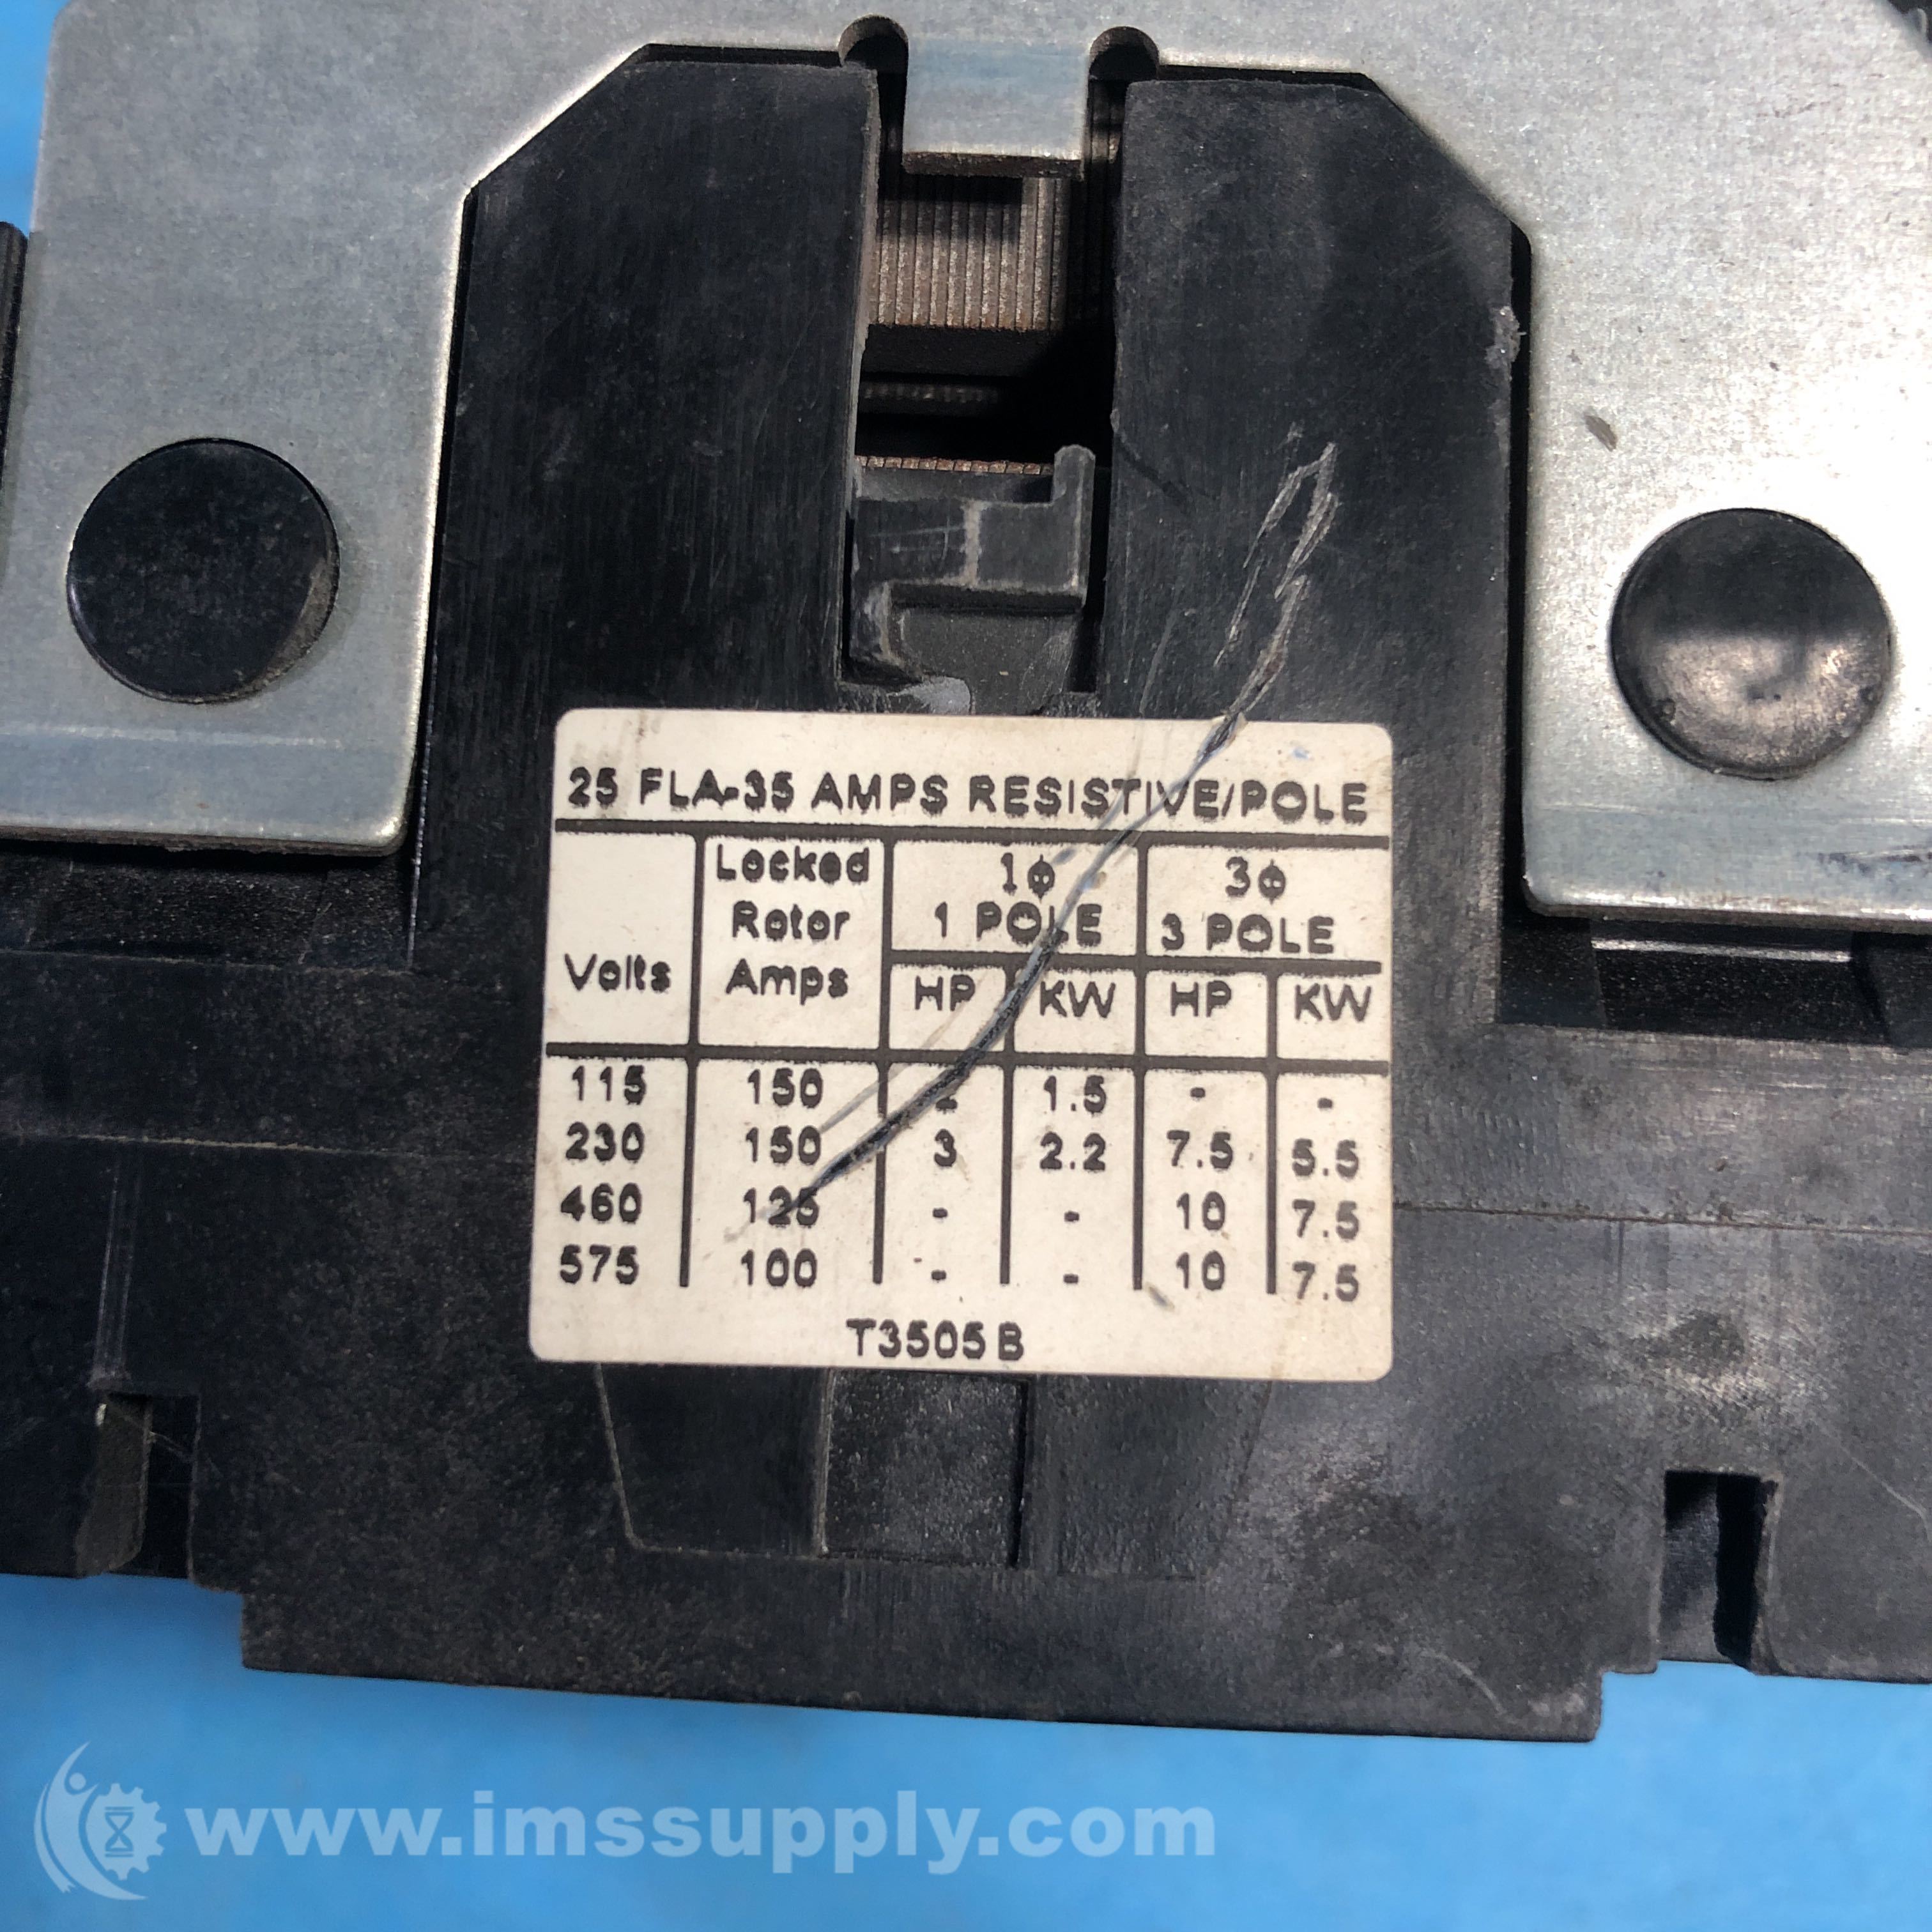 25 FLA-35 AMPS RESISTIVE/POLE
Volts Locked Rotor Amps 1ϕ 1 POLE 3ϕ 3 POLE
HP KW HP KW
115 150 1.5 - -
230 150 3 2.2 7.5 5.5
460 125 - - 10 7.5
575 100 - - 10 7.5
T3505B
www.imssupply.com